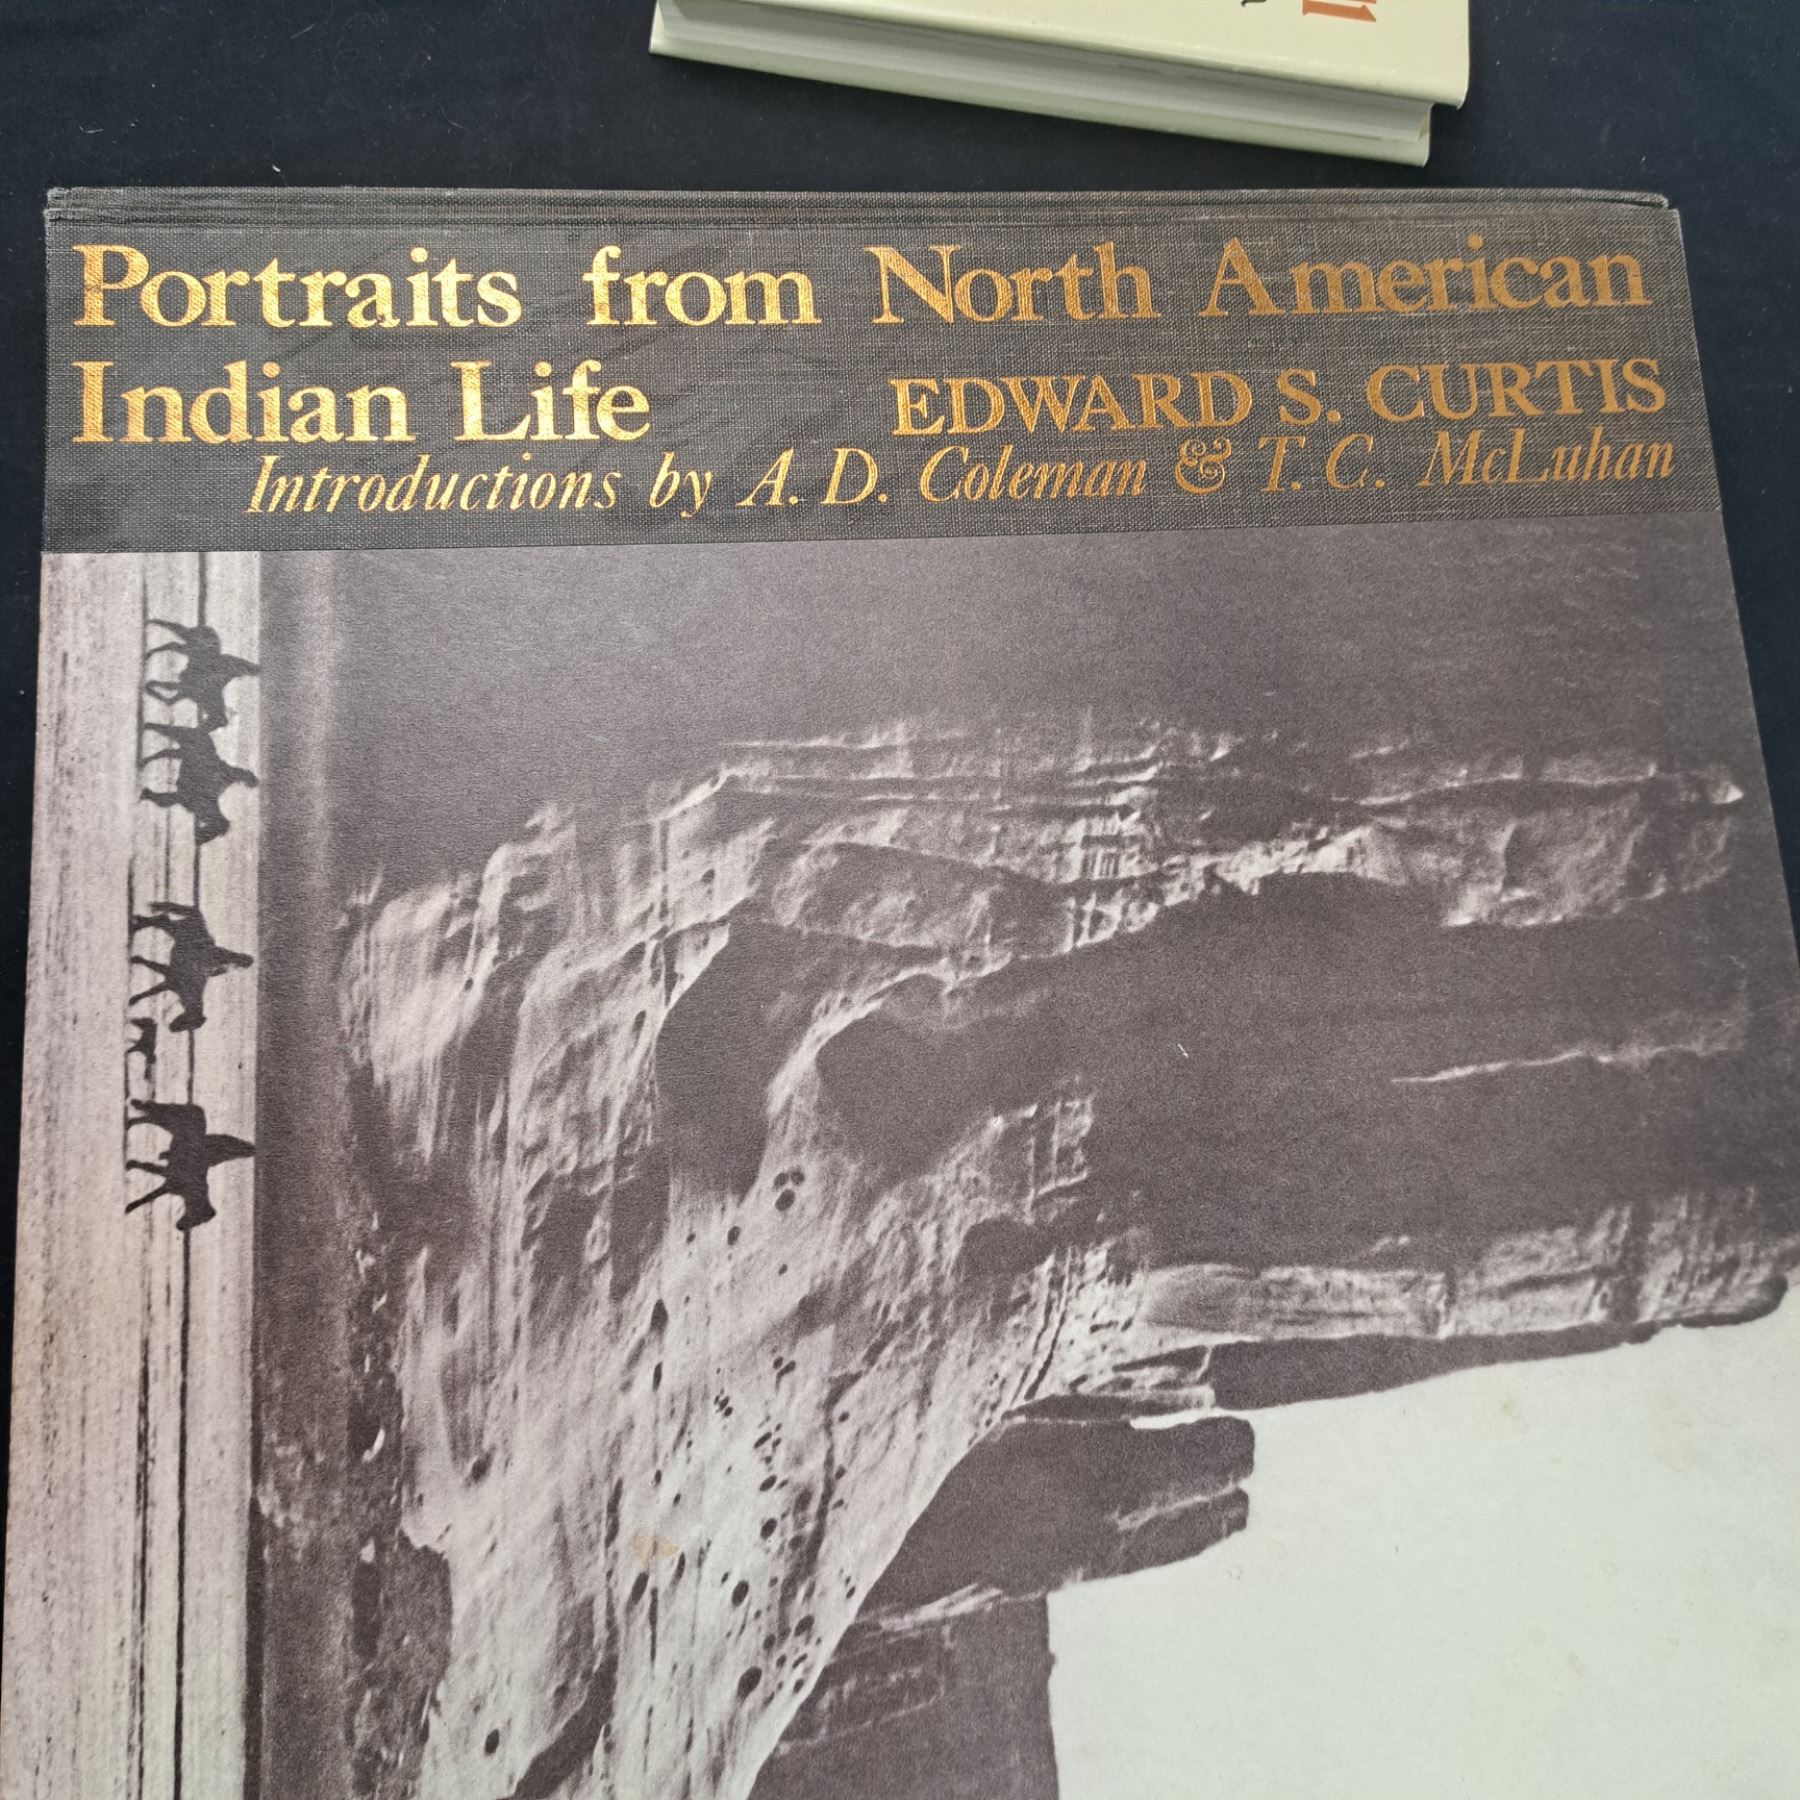 Portraits from North American
Indian Life
EDWARD S. CURTIS
Introductions by A. D. Coleman & T. C. McLuhan